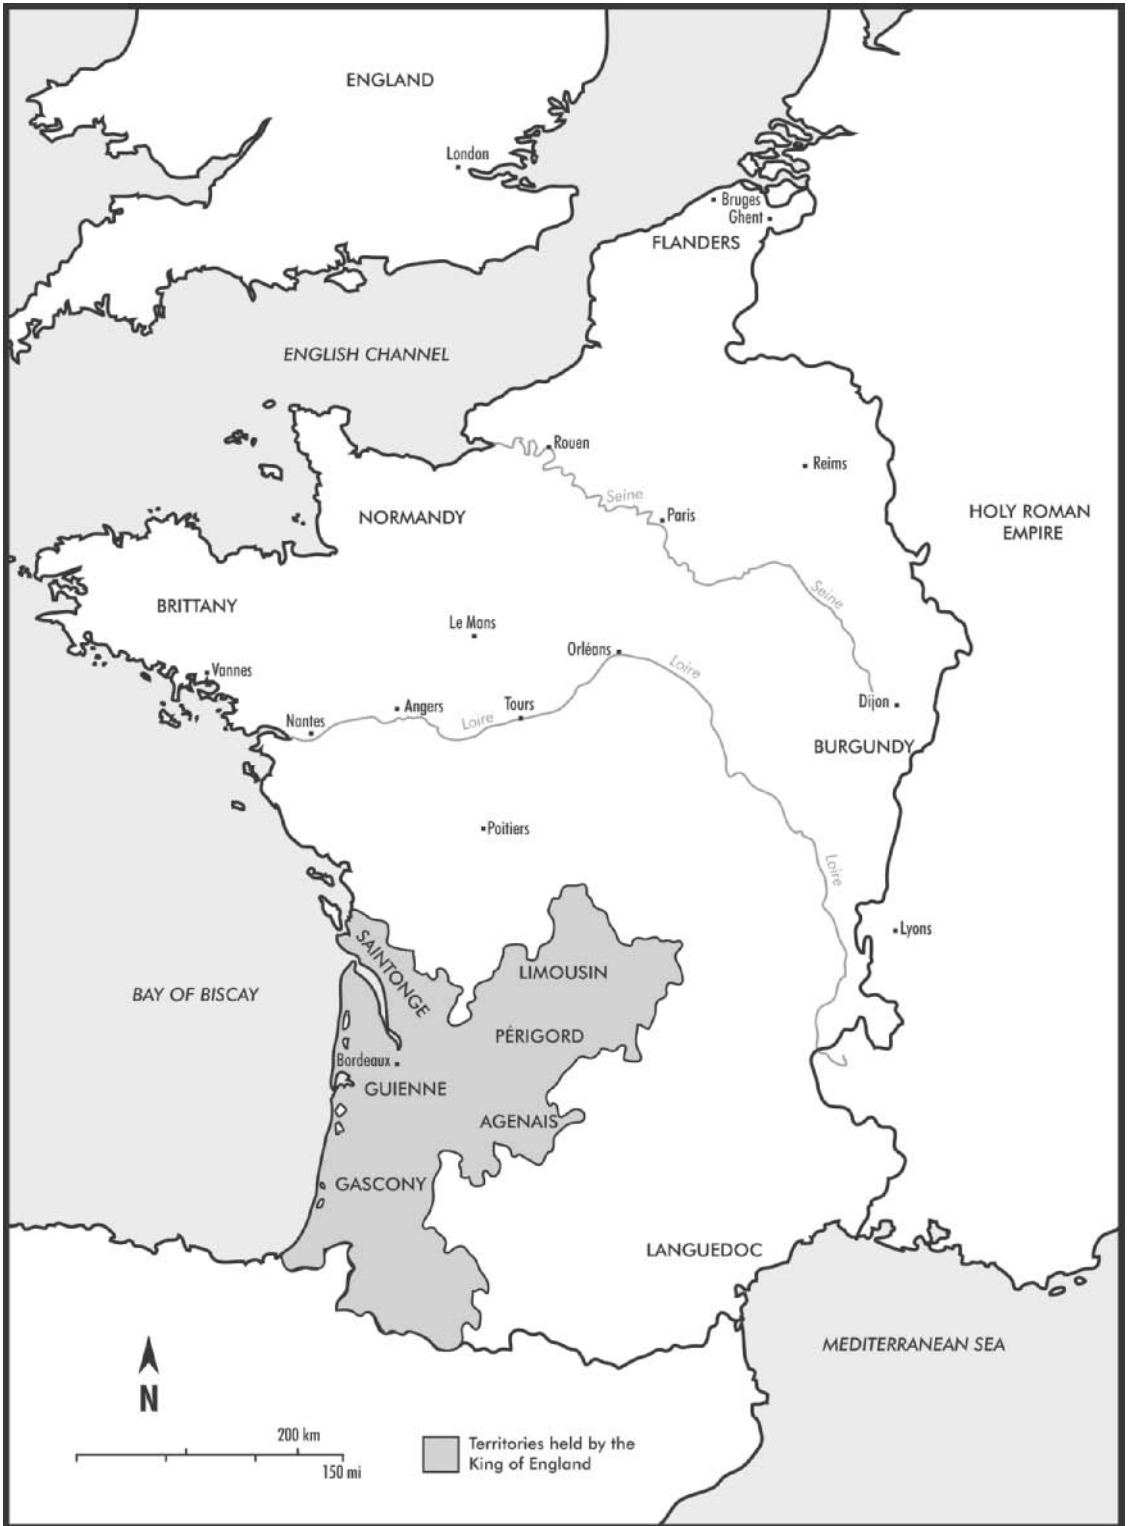 ENGLAND
London
Bruges
Ghent
FLANDERS
ENGLISH CHANNEL
Rouen
Reims
Seine
Paris
NORMANDY
HOLY ROMAN
EMPIRE
BRITTANY
Seine
Le Mans
Orléans
Loire
Vannes
Dijon
Angers
Tours
Nantes
Loire
BURGUNDY
Poitiers
Loire
Lyons
SAINTONGE
LIMOUSIN
BAY OF BISCAY
PÉRIGORD
Bordeaux
GUIENNE
AGENAIS
GASCONY
LANGUEDOC
MEDITERRANEAN SEA
N
200 km
150 mi
Territories held by the
King of England